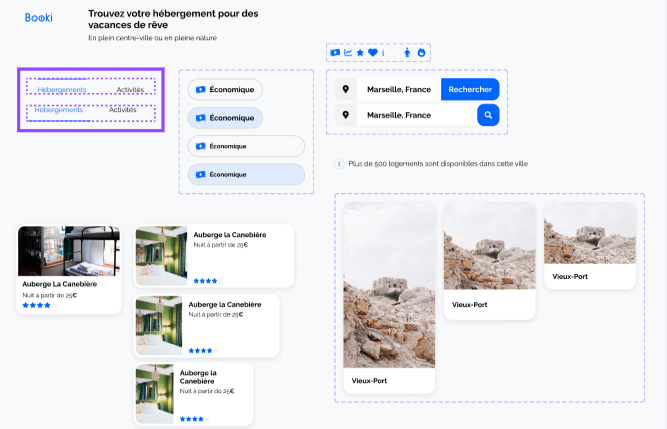 Booki
Trouvez votre hébergement pour des
vacances de rêve
En plein centre-ville ou en pleine nature
Hébergements
Activités
Hébergements
Activités
Économique
Économique
Économique
Économique
Marseille, France
Rechercher
Marseille, France
Plus de 500 logements sont disponibles dans cette ville
Auberge La Canebière
Nuit à partir de 25€
Auberge la Canebière
Nuit à partir de 25€
Auberge la Canebière
Nuit à partir de 25€
Auberge la
Canebière
Nuit à partir de 25€
Vieux-Port
Vieux-Port
Vieux-Port